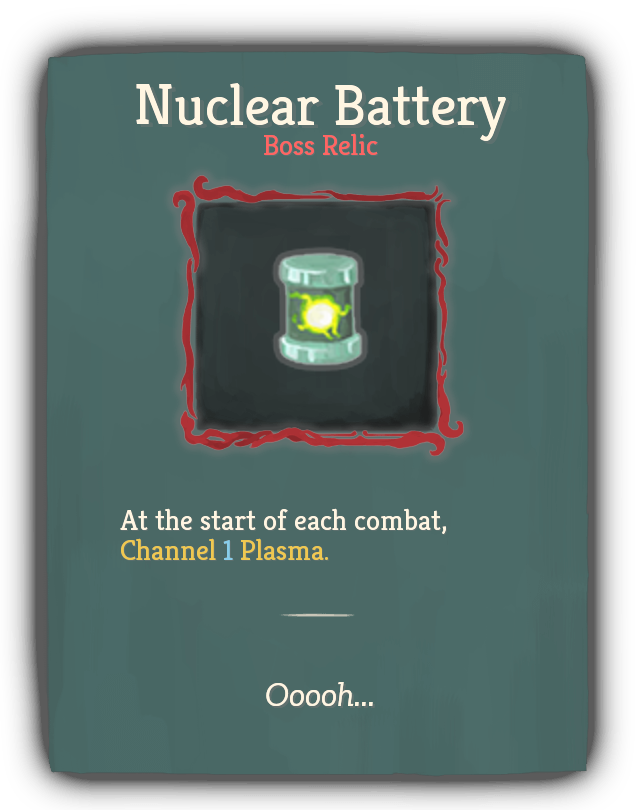 Nuclear Battery
Boss Relic
At the start of each combat,
Channel 1 Plasma.
Ooooh...